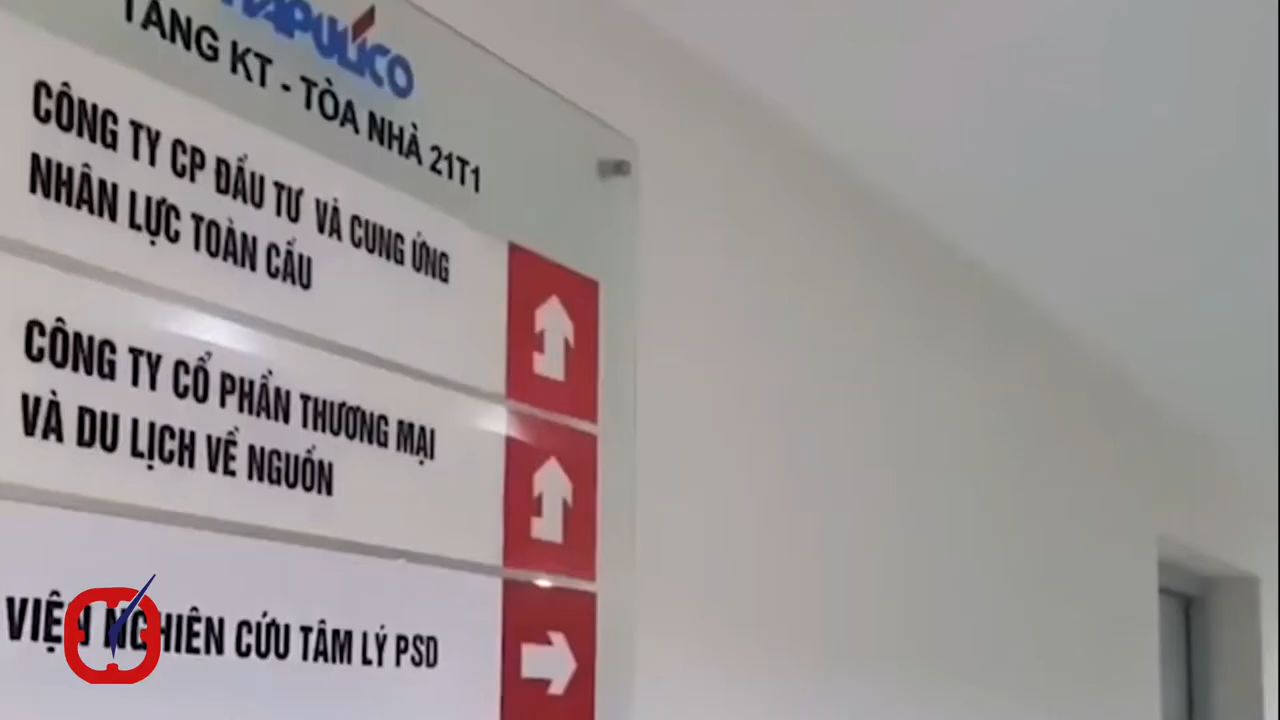 HAPULICO
TẦNG KT - TÒA NHÀ 21T1
CÔNG TY CP ĐẦU TƯ VÀ CUNG ỨNG
NHÂN LỰC TOÀN CẦU
CÔNG TY CỔ PHẦN THƯƠNG MẠI
VÀ DU LỊCH VỀ NGUỒN
VIỆN NGHIÊN CỨU TÂM LÝ PSD